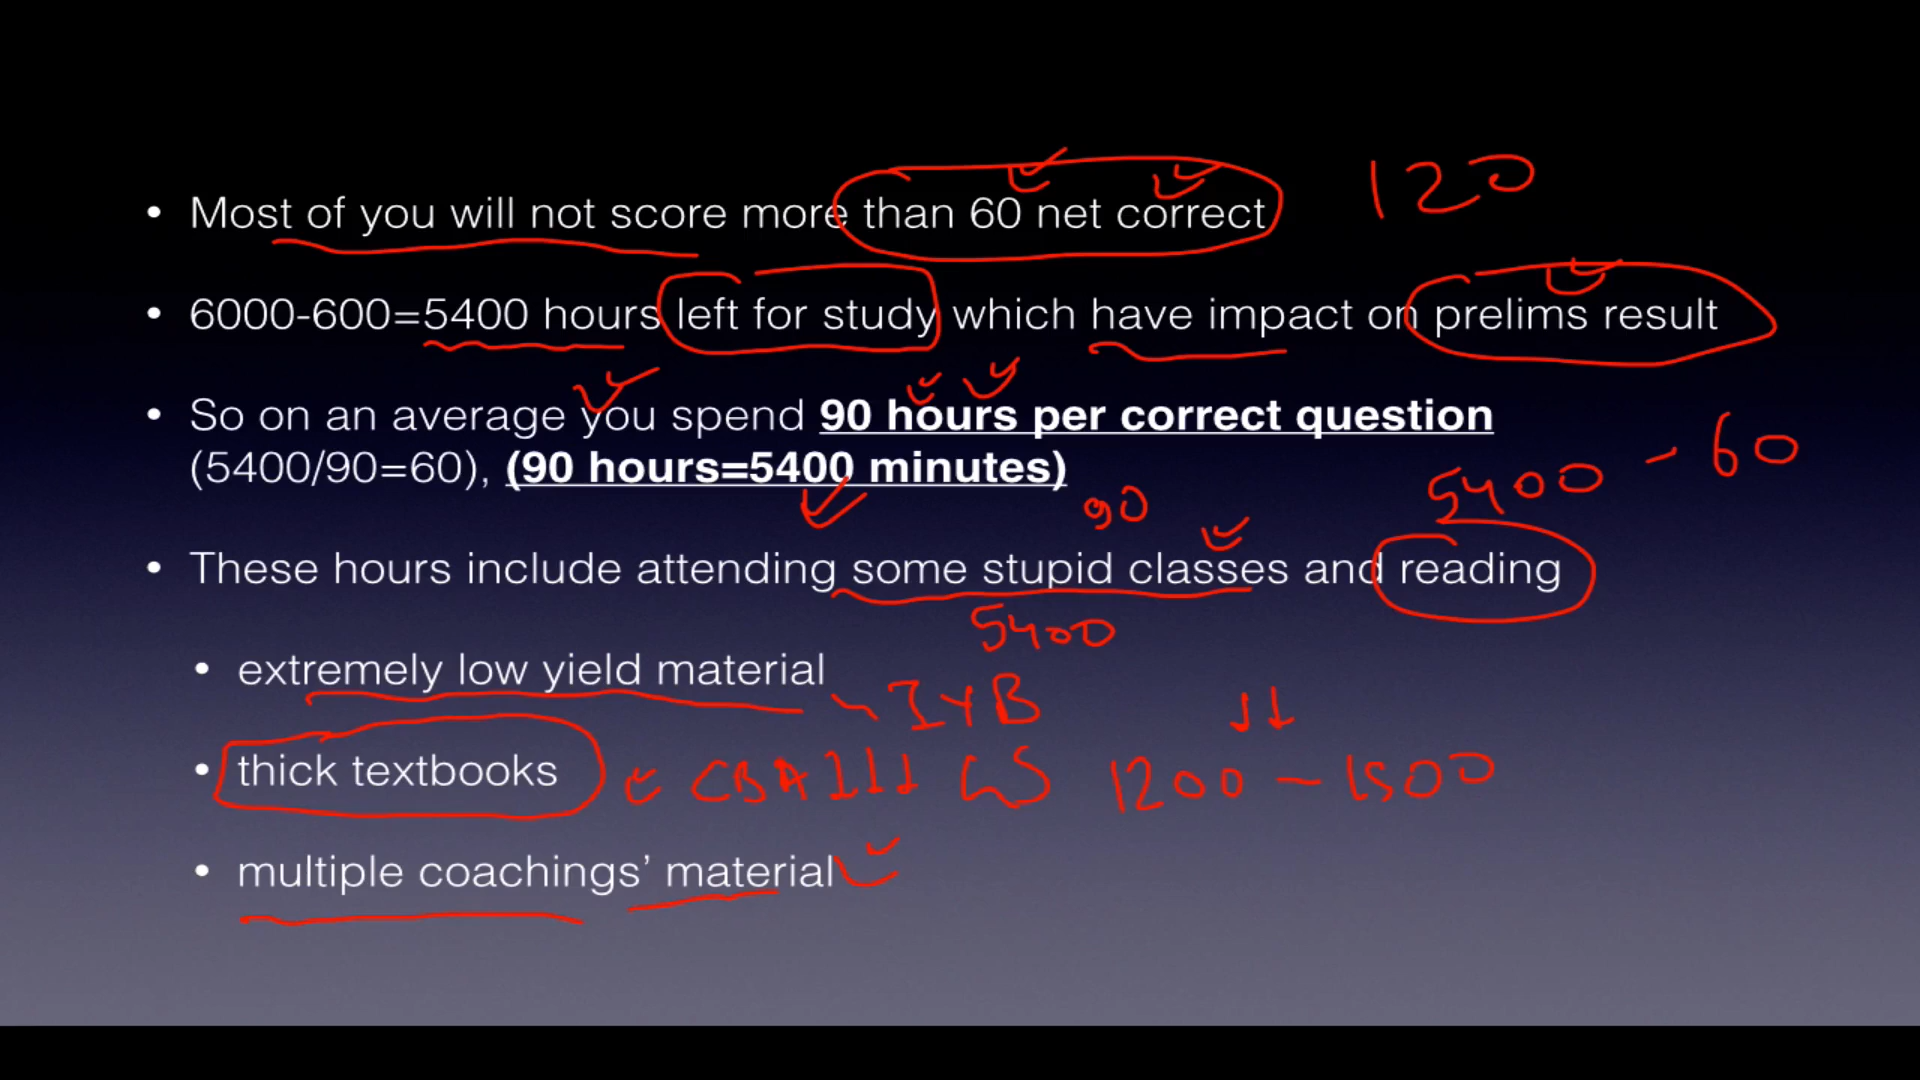 120
• Most of you will not score more than 60 net correct
• 6000-600=5400 hours left for study which have impact on prelims result
• So on an average you spend 90 hours per correct question
(5400/90=60), (90 hours=5400 minutes)
5400 - 60
90
• These hours include attending some stupid classes and reading
5400
• extremely low yield material
IYB
• thick textbooks
1200 - 1500
• multiple coachings’ material